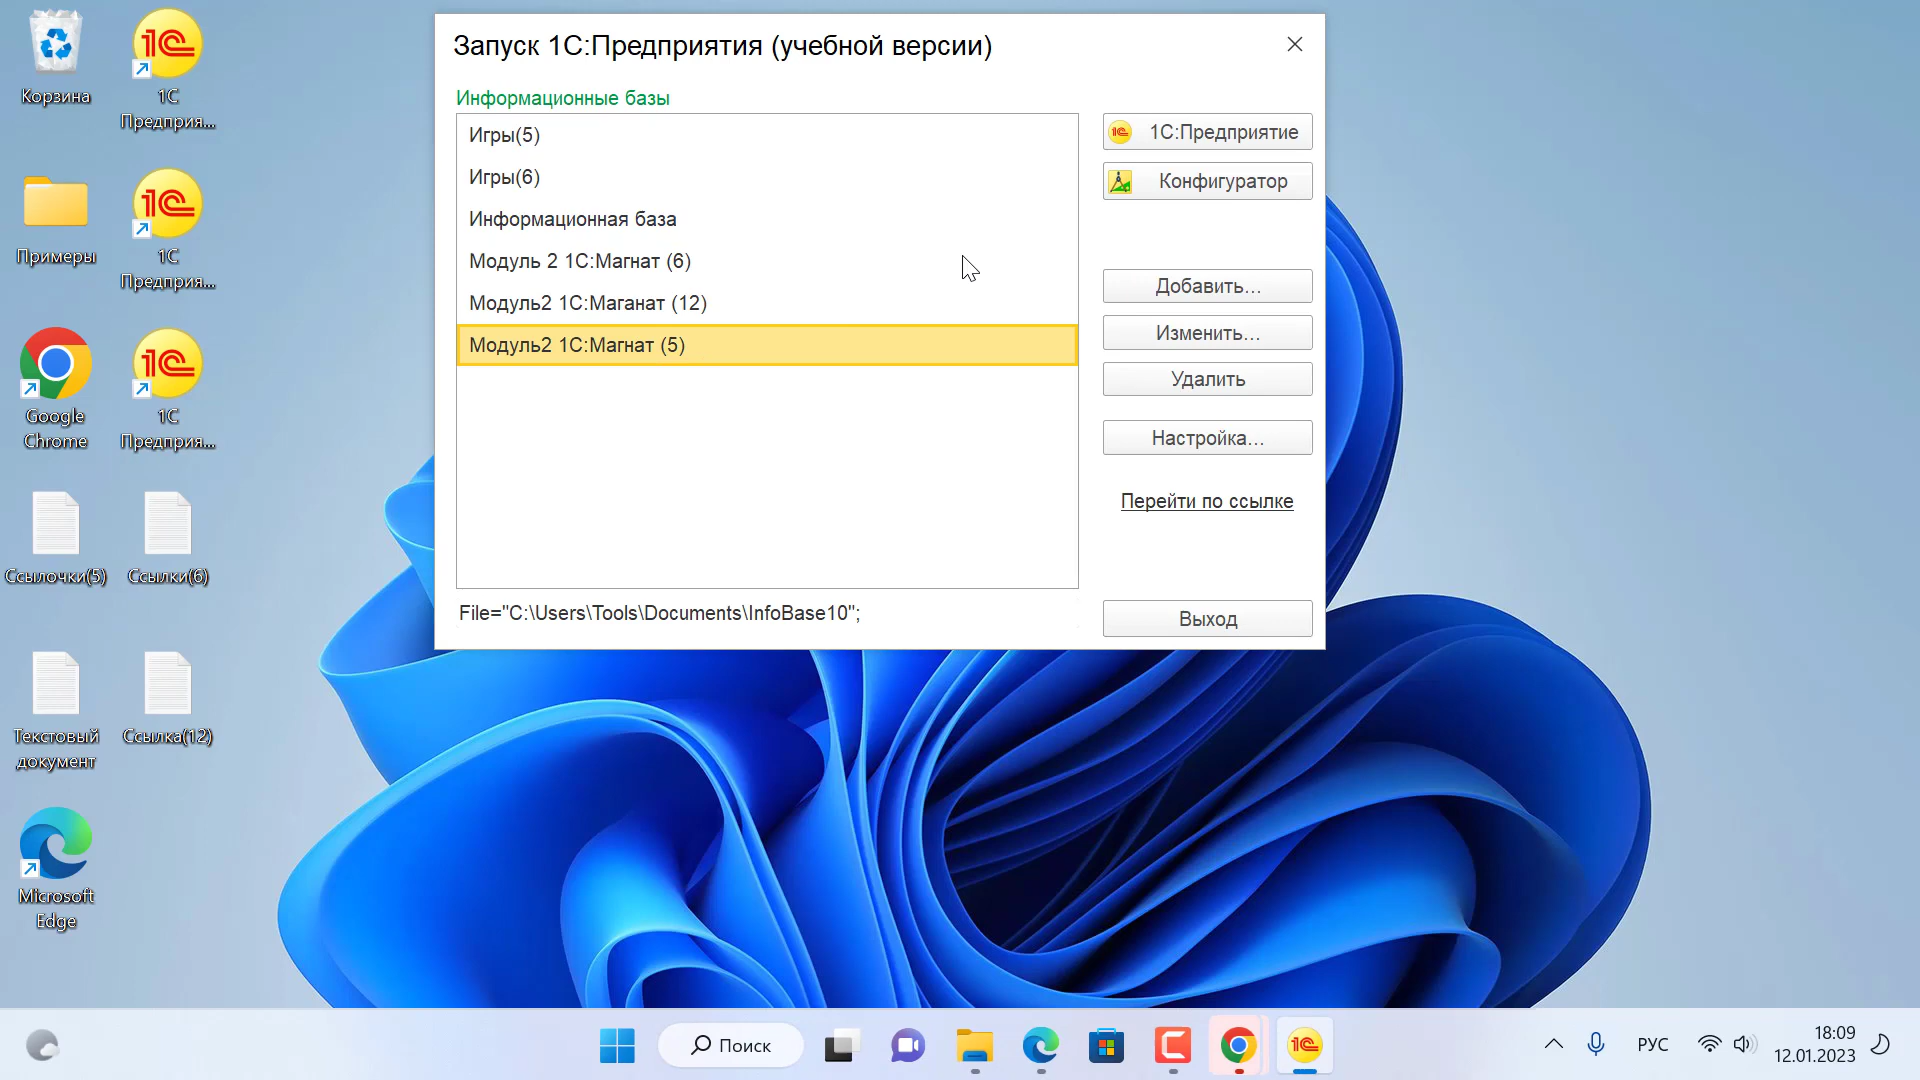 Корзина
1С
Предприя...
Примеры
1С
Предприя...
Google
Chrome
1С
Предприя...
Ссылочки(5)
Ссылки(6)
Текстовый
документ
Ссылка(12)
Microsoft
Edge
Запуск 1С:Предприятия (учебной версии)
Информационные базы
Игры(5)
Игры(6)
Информационная база
Модуль 2 1С:Магнат (6)
Модуль2 1С:Маганат (12)
Модуль2 1С:Магнат (5)
File="C:\Users\Tools\Documents\InfoBase10";
1С:Предприятие
Конфигуратор
Добавить...
Изменить...
Удалить
Настройка...
Перейти по ссылке
Выход
Поиск
РУС
18:09
12.01.2023